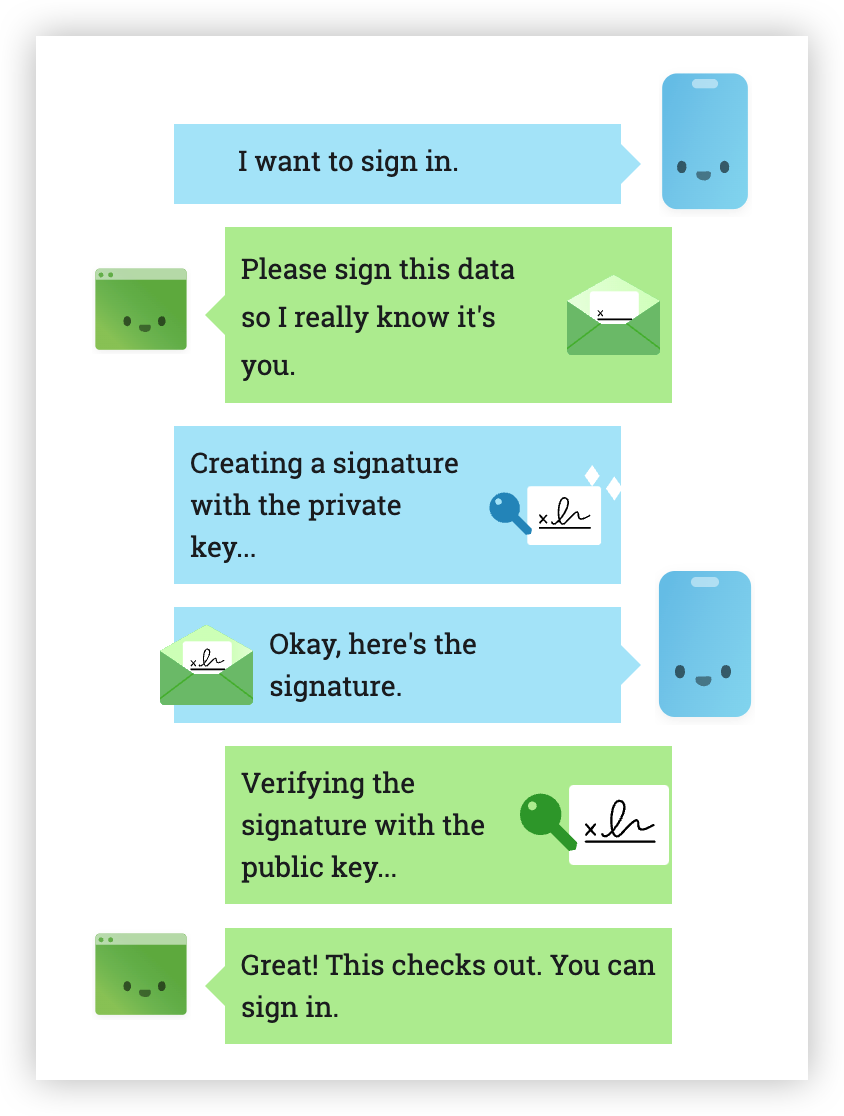 I want to sign in.
Please sign this data
so I really know it's
you.
x
Creating a signature
with the private
key...
x
Okay, here's the
signature.
x
Verifying the
signature with the
public key...
x
Great! This checks out. You can
sign in.